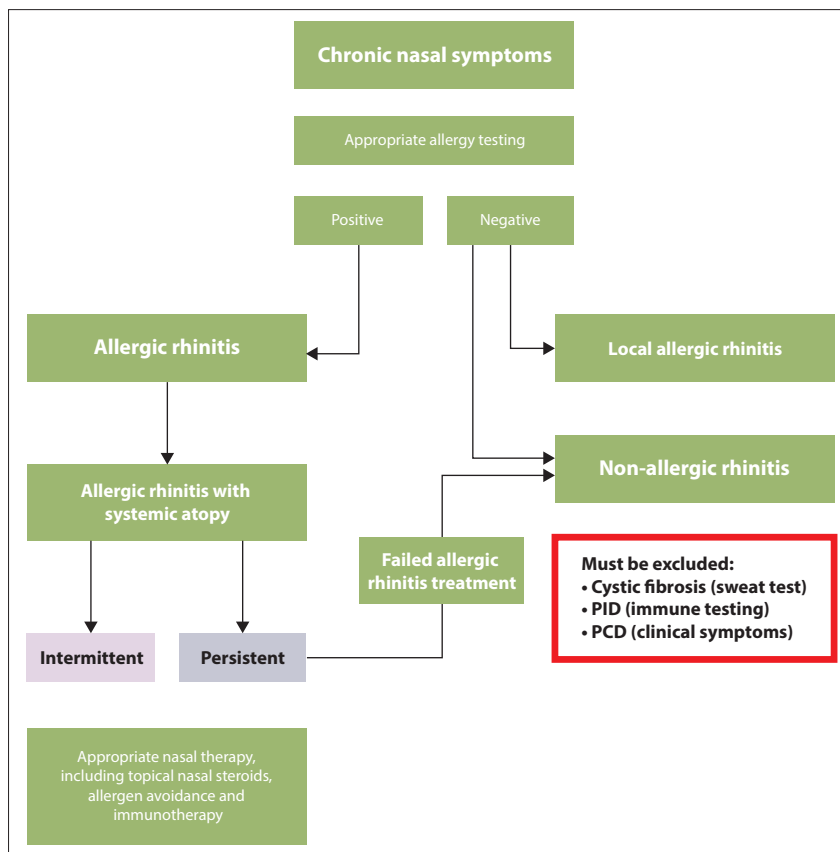 Chronic nasal symptoms
Appropriate allergy testing
Positive
Negative
Allergic rhinitis
Local allergic rhinitis
Allergic rhinitis with
systemic atopy
Non-allergic rhinitis
Failed allergic
rhinitis treatment
Must be excluded:
• Cystic fibrosis (sweat test)
• PID (immune testing)
• PCD (clinical symptoms)
Intermittent
Persistent
Appropriate nasal therapy,
including topical nasal steroids,
allergen avoidance and
immunotherapy